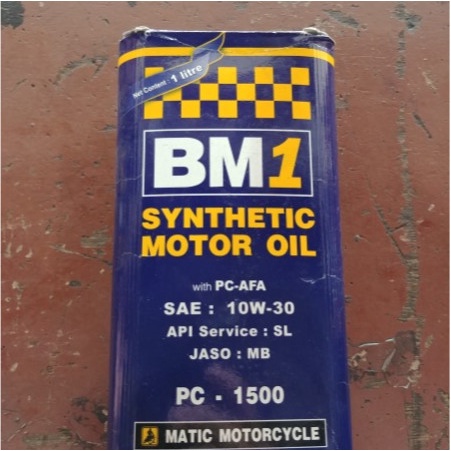 Net Content : 1 litre
BM1
SYNTHETIC
MOTOR OIL
with PC-AFA
SAE : 10W-30
API Service : SL
JASO : MB
PC - 1500
MATIC MOTORCYCLE